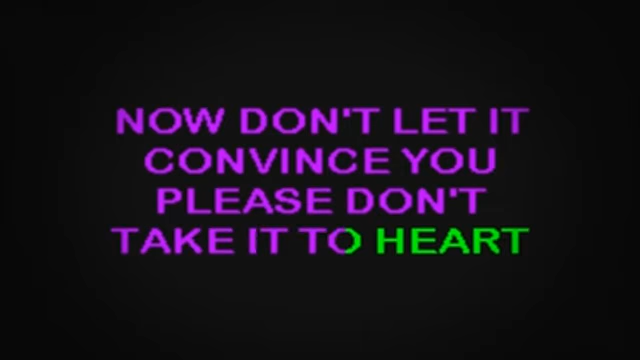 NOW DON'T LET IT
CONVINCE YOU
PLEASE DON'T
TAKE IT TO HEART